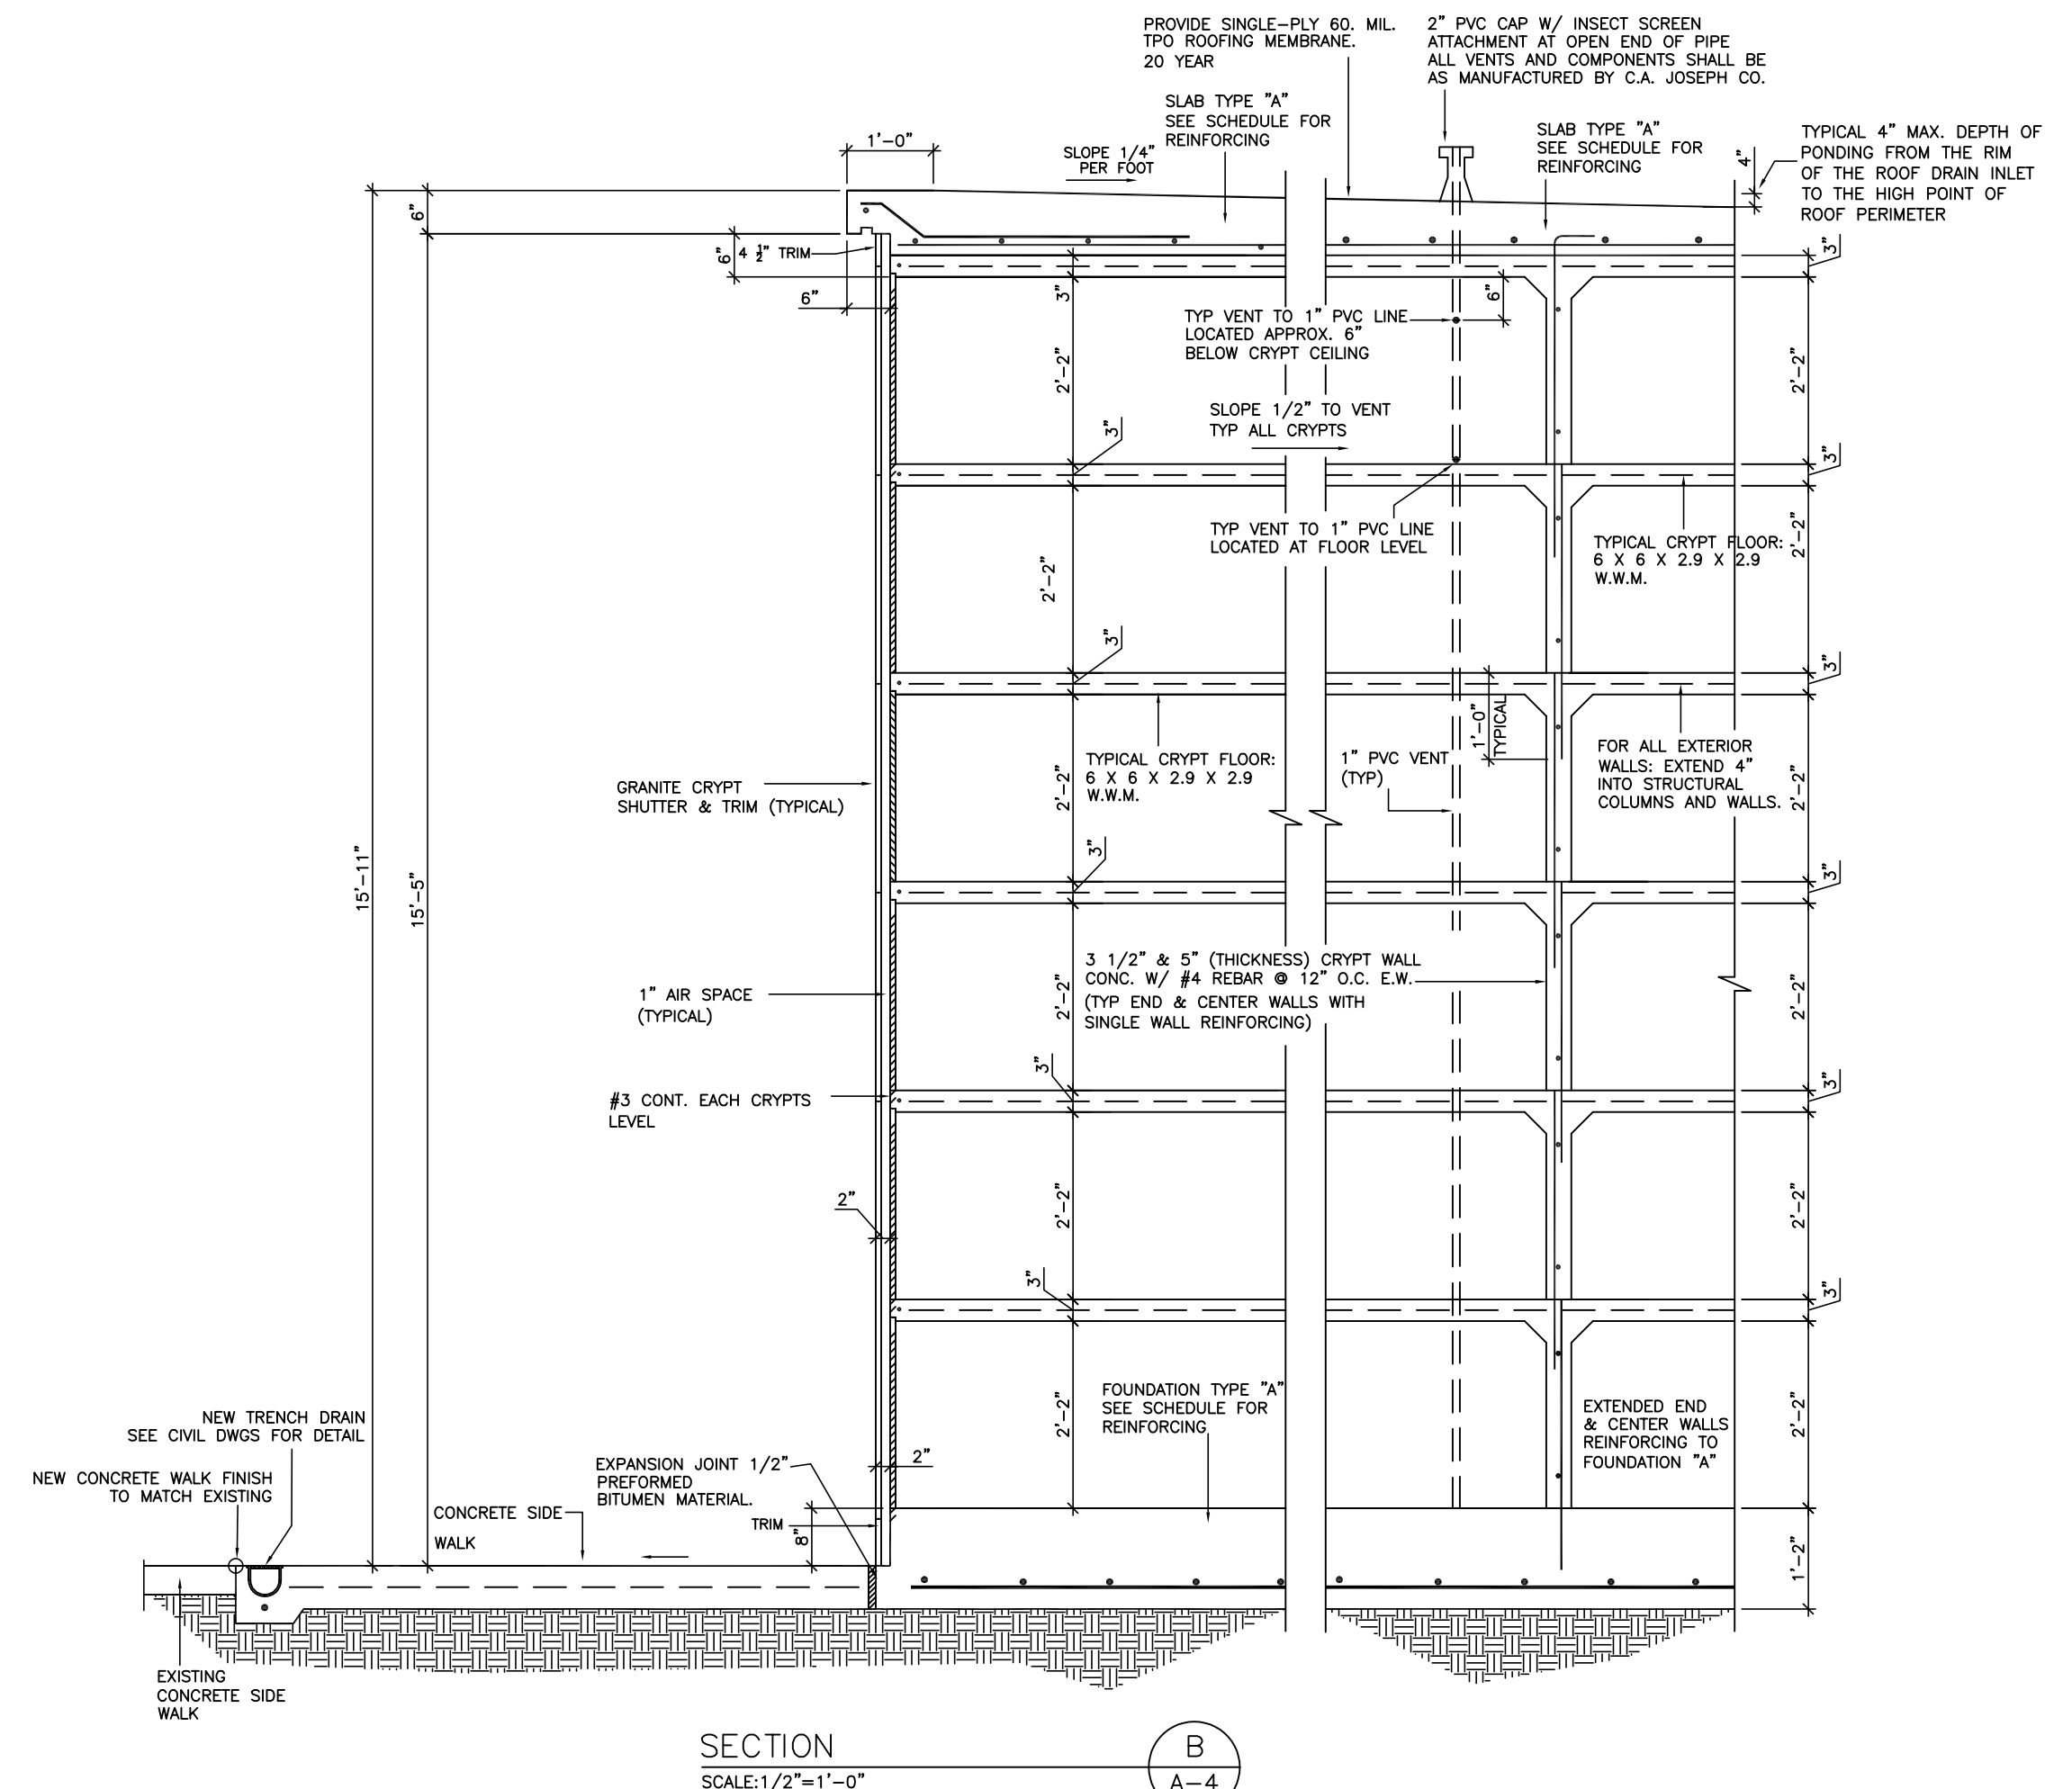 PROVIDE SINGLE-PLY 60. MIL.
TPO ROOFING MEMBRANE.
20 YEAR
2" PVC CAP W/ INSECT SCREEN
ATTACHMENT AT OPEN END OF PIPE
ALL VENTS AND COMPONENTS SHALL BE
AS MANUFACTURED BY C.A. JOSEPH CO.
SLAB TYPE "A"
SEE SCHEDULE FOR
REINFORCING
SLAB TYPE "A"
SEE SCHEDULE FOR
REINFORCING
TYPICAL 4" MAX. DEPTH OF
PONDING FROM THE RIM
OF THE ROOF DRAIN INLET
TO THE HIGH POINT OF
ROOF PERIMETER
4"
1'-0"
SLOPE 1/4"
PER FOOT
6"
6"
4 1/2" TRIM
6"
3"
3"
6"
TYP VENT TO 1" PVC LINE
LOCATED APPROX. 6"
BELOW CRYPT CEILING
2'-2"
2'-2"
SLOPE 1/2" TO VENT
TYP ALL CRYPTS
3"
3"
TYP VENT TO 1" PVC LINE
LOCATED AT FLOOR LEVEL
TYPICAL CRYPT FLOOR:
6 X 6 X 2.9 X 2.9
W.W.M.
2'-2"
2'-2"
3"
3"
1'-0"
TYPICAL
GRANITE CRYPT
SHUTTER & TRIM (TYPICAL)
TYPICAL CRYPT FLOOR:
6 X 6 X 2.9 X 2.9
W.W.M.
1" PVC VENT
(TYP)
FOR ALL EXTERIOR
WALLS: EXTEND 4"
INTO STRUCTURAL
COLUMNS AND WALLS.
2'-2"
2'-2"
15'-11"
15'-5"
3"
3"
3 1/2" & 5" (THICKNESS) CRYPT WALL
CONC. W/ #4 REBAR @ 12" O.C. E.W.
(TYP END & CENTER WALLS WITH
SINGLE WALL REINFORCING)
1" AIR SPACE
(TYPICAL)
2'-2"
2'-2"
3"
3"
#3 CONT. EACH CRYPTS
LEVEL
2"
2'-2"
2'-2"
3"
3"
FOUNDATION TYPE "A"
SEE SCHEDULE FOR
REINFORCING
EXTENDED END
& CENTER WALLS
REINFORCING TO
FOUNDATION "A"
2'-2"
2'-2"
NEW TRENCH DRAIN
SEE CIVIL DWGS FOR DETAIL
NEW CONCRETE WALK FINISH
TO MATCH EXISTING
EXPANSION JOINT 1/2"
PREFORMED
BITUMEN MATERIAL.
2"
CONCRETE SIDE
WALK
TRIM
8"
1'-2"
EXISTING
CONCRETE SIDE
WALK
SECTION
SCALE:1/2"=1'-0"
B
A-4